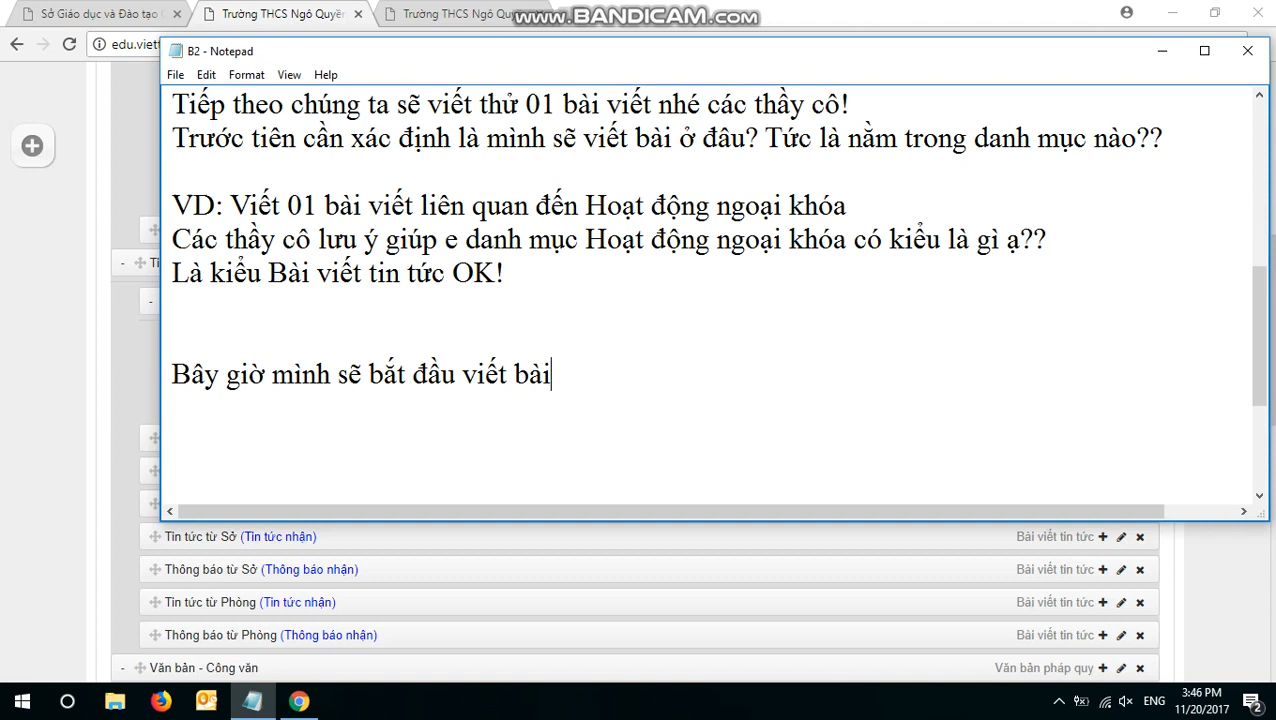 Sở Giáo dục và Đào tạo
Trường THCS Ngô Quyền
Trường THCS Ngô Quyền
www.BANDICAM.com
edu.viett
B2 - Notepad
File Edit Format View Help
Tiếp theo chúng ta sẽ viết thử 01 bài viết nhé các thầy cô!
Trước tiên cần xác định là mình sẽ viết bài ở đâu? Tức là nằm trong danh mục nào??
VD: Viết 01 bài viết liên quan đến Hoạt động ngoại khóa
Các thầy cô lưu ý giúp e danh mục Hoạt động ngoại khóa có kiểu là gì ạ??
Là kiểu Bài viết tin tức OK!
Bây giờ mình sẽ bắt đầu viết bài
Tin tức từ Sở (Tin tức nhận) Bài viết tin tức
Thông báo từ Sở (Thông báo nhận) Bài viết tin tức
Tin tức từ Phòng (Tin tức nhận) Bài viết tin tức
Thông báo từ Phòng (Thông báo nhận) Bài viết tin tức
Văn bản - Công văn Văn bản pháp quy
ENG
3:46 PM
11/20/2017
2